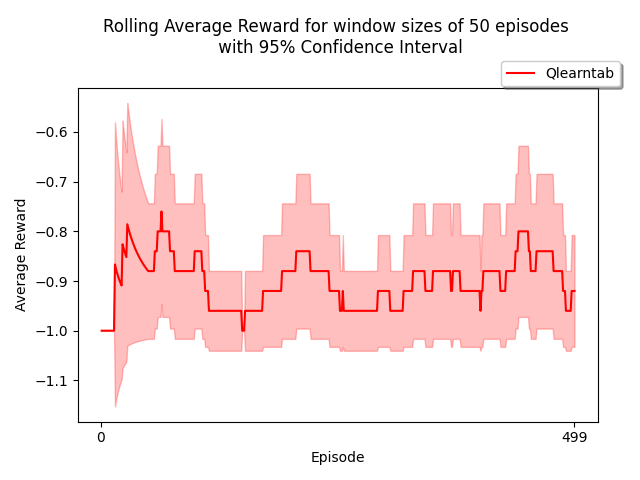 Rolling Average Reward for window sizes of 50 episodes
with 95% Confidence Interval
Qlearntab
−0.6
−0.7
−0.8
−0.9
−1.0
−1.1
Average Reward
0
499
Episode